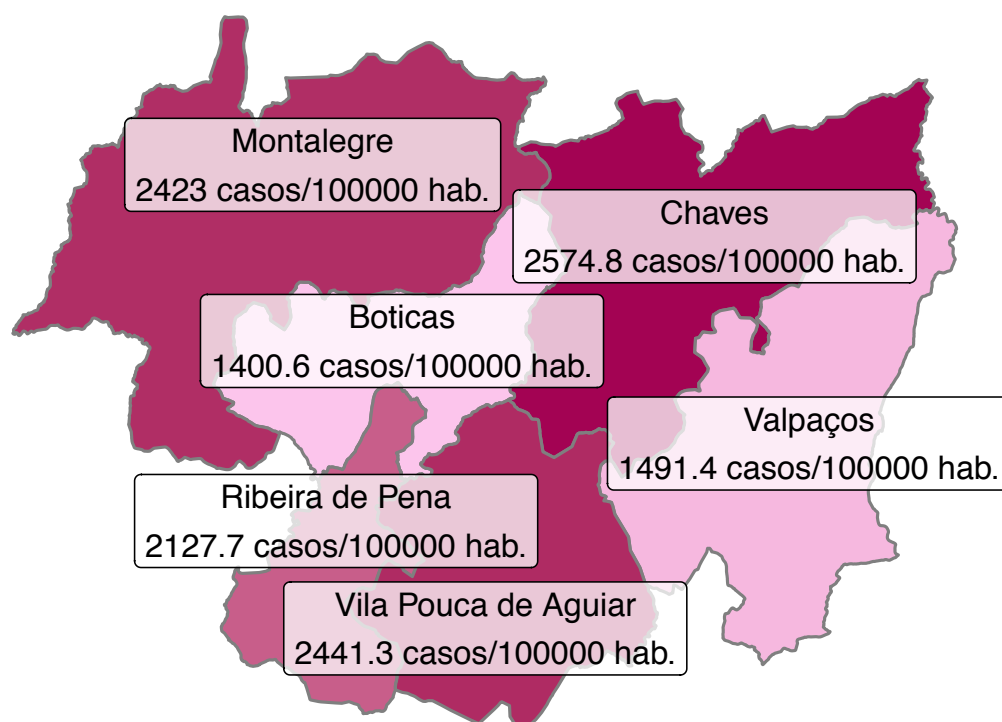 Montalegre
2423 casos/100000 hab.
Chaves
2574.8 casos/100000 hab.
Boticas
1400.6 casos/100000 hab.
Valpaços
1491.4 casos/100000 hab.
Ribeira de Pena
2127.7 casos/100000 hab.
Vila Pouca de Aguiar
2441.3 casos/100000 hab.